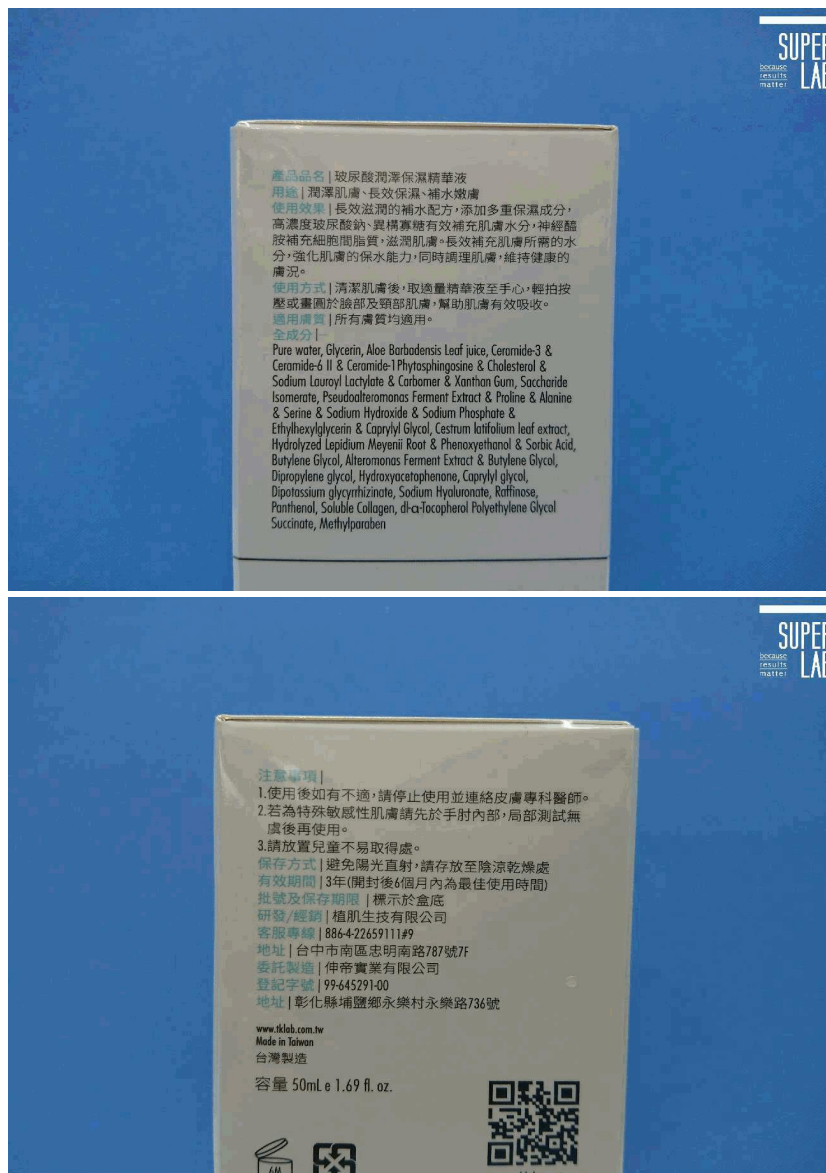 SUPER
LAB
because
results
matter
產品品名|玻尿酸潤澤保濕精華液
用途|潤澤肌膚、長效保濕、補水嫩膚
使用效果|長效滋潤的補水配方，添加多重保濕成分，
高濃度玻尿酸鈉、異構寡糖有效補充肌膚水分，神經醯
胺補充細胞間脂質，滋潤肌膚。長效補充肌膚所需的水
分，強化肌膚的保水能力，同時調理肌膚，維持健康的
膚況。
使用方式|清潔肌膚後，取適量精華液至手心，輕拍按
壓或畫圓於臉部及頸部肌膚，幫助肌膚有效吸收。
適用膚質|所有膚質均適用。
全成分|
Pure water, Glycerin, Aloe Barbadensis Leaf juice, Ceramide-3 &
Ceramide-6 II & Ceramide-1Phytosphingosine & Cholesterol &
Sodium Lauroyl Lactylate & Carbomer & Xanthan Gum, Saccharide
Isomerate, Pseudoalteromonas Ferment Extract & Proline & Alanine
& Serine & Sodium Hydroxide & Sodium Phosphate &
Ethylhexylglycerin & Caprylyl Glycol, Cestrum latifolium leaf extract,
Hydrolyzed Lepidium Meyenii Root & Phenoxyethanol & Sorbic Acid,
Butylene Glycol, Alteromonas Ferment Extract & Butylene Glycol,
Dipropylene glycol, Hydroxyacetophenone, Caprylyl glycol,
Dipotassium glycyrrhizinate, Sodium Hyaluronate, Raffinose,
Panthenol, Soluble Collagen, dl-α-Tocopherol Polyethylene Glycol
Succinate, Methylparaben
SUPER
LAB
because
results
matter
注意事項|
1.使用後如有不適，請停止使用並連絡皮膚專科醫師。
2.若為特殊敏感性肌膚請先於手肘內部，局部測試無
虞後再使用。
3.請放置兒童不易取得處。
保存方式|避免陽光直射，請存放至陰涼乾燥處
有效期間|3年(開封後6個月內為最佳使用時間)
批號及保存期限|標示於盒底
研發/經銷|植肌生技有限公司
客服專線|886-4-22659111#9
地址|台中市南區忠明南路787號7F
委託製造|伸帝實業有限公司
登記字號|99-645291-00
地址|彰化縣埔鹽鄉永樂村永樂路736號
www.tklab.com.tw
Made in Taiwan
台灣製造
容量 50mL e 1.69 fl. oz.
6M